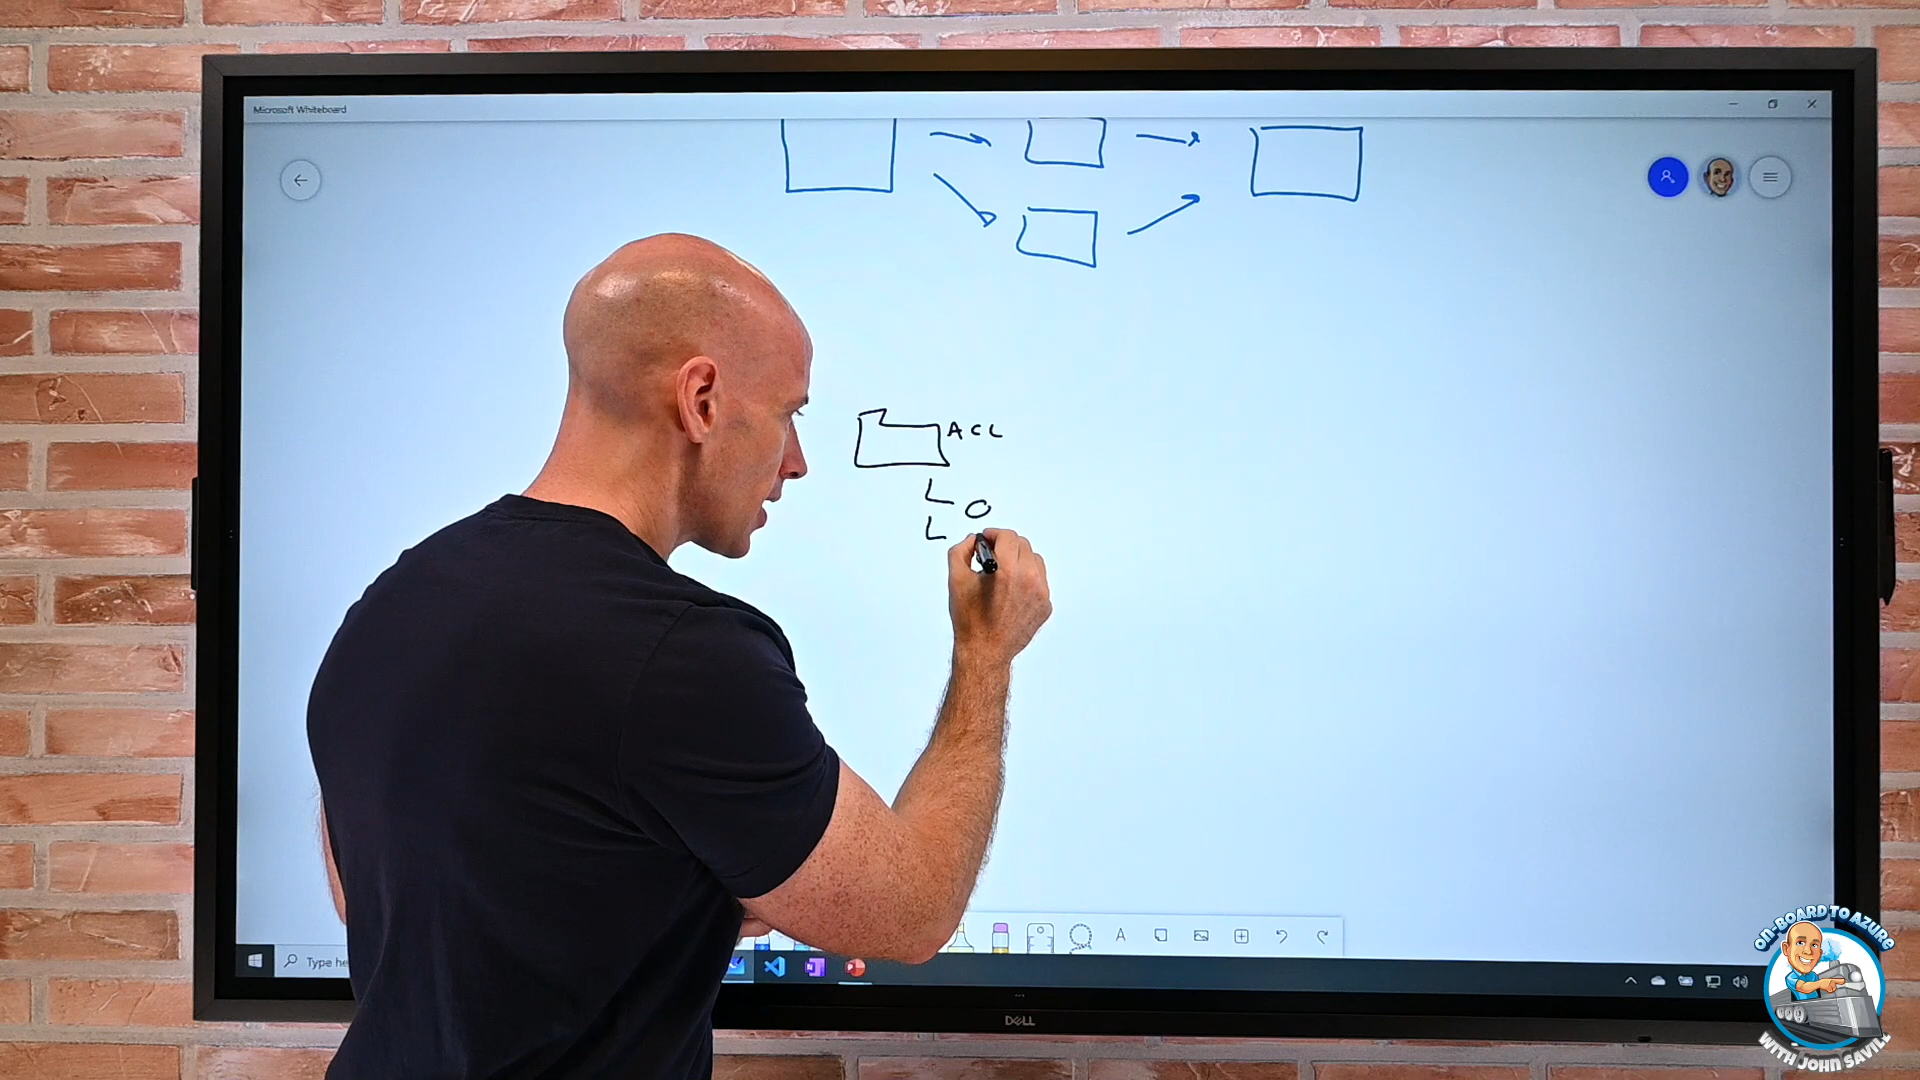 Microsoft Whiteboard
ACL
Type he
A
DELL
ON-BOARD TO AZURE
WITH JOHN SAVILL